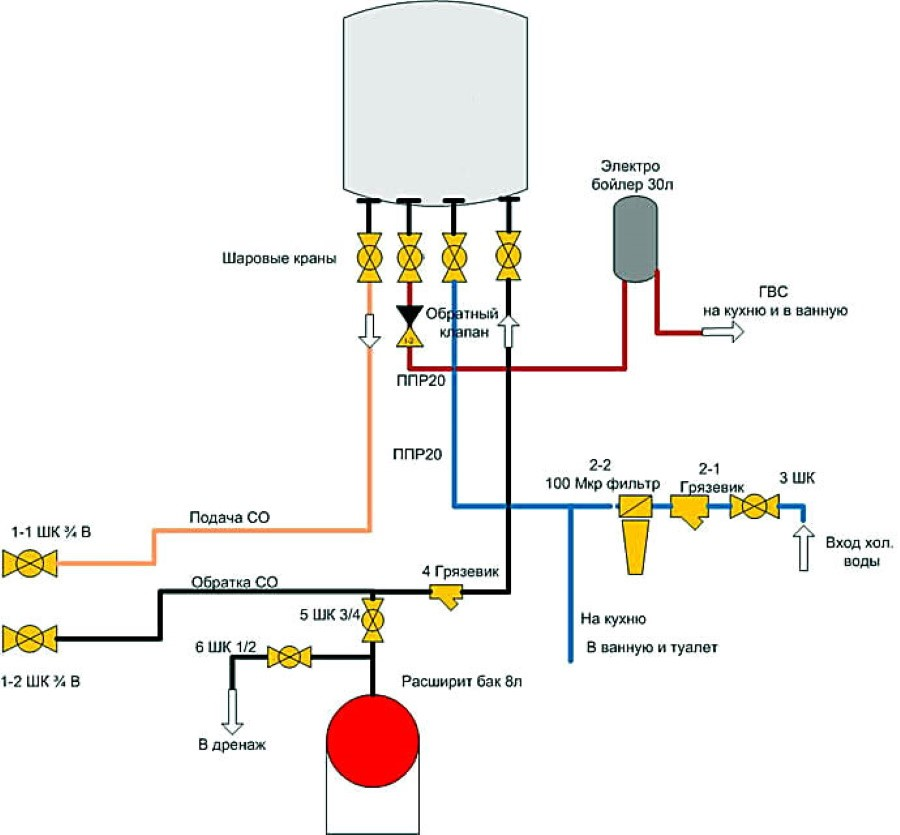 Электро
бойлер 30л
Шаровые краны
ГВС
на кухню и в ванную
Обратный
клапан
1-2
ППР20
ППР20
2-2
100 Мкр фильтр
2-1
Грязевик
3 ШК
Подача СО
1-1 ШК ¾ В
Вход хол.
воды
4 Грязевик
Обратка СО
5 ШК 3/4
На кухню
6 ШК 1/2
В ванную и туалет
1-2 ШК ¾ В
Расширит бак 8л
В дренаж